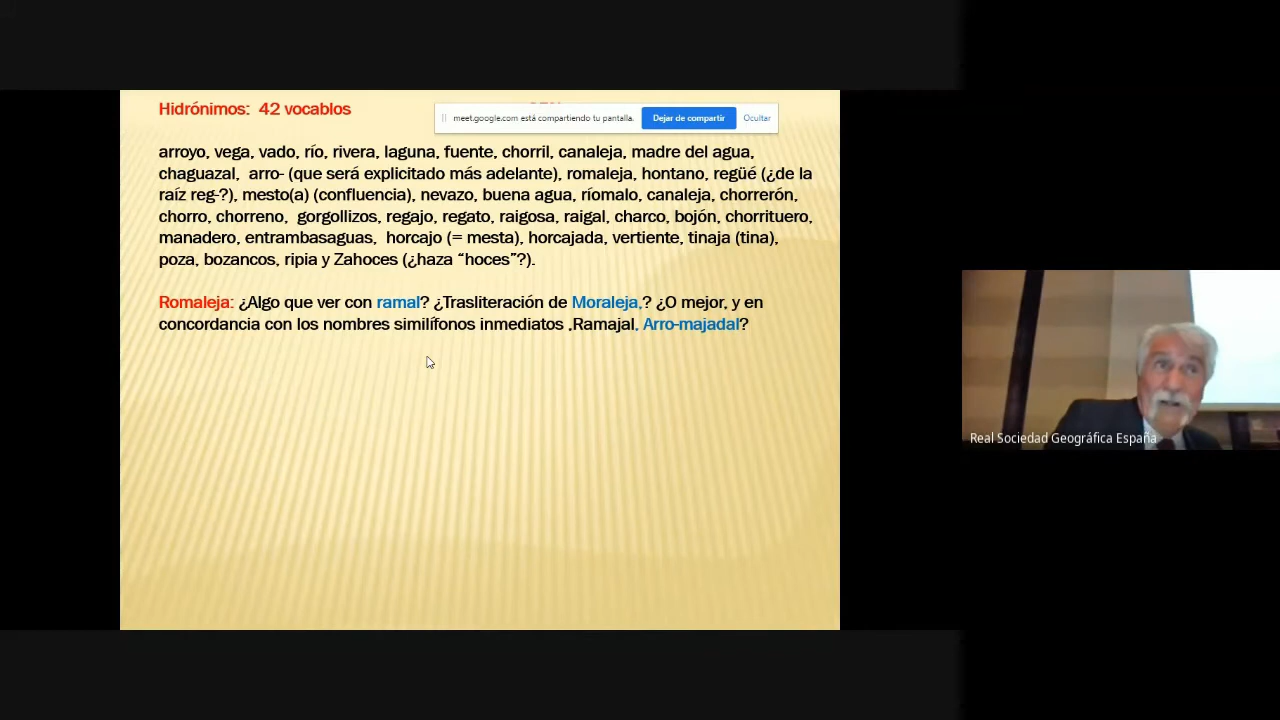 Hidrónimos: 42 vocablos
meet.google.com está compartiendo tu pantalla.
Dejar de compartir
Ocultar
arroyo, vega, vado, río, rivera, laguna, fuente, chorril, canaleja, madre del agua,
chaguazal, arro- (que será explicitado más adelante), romaleja, hontano, regüé (¿de la
raíz reg-?), mesto(a) (confluencia), nevazo, buena agua, ríomalo, canaleja, chorrerón,
chorro, chorreno, gorgollizos, regajo, regato, raigosa, raigal, charco, bojón, chorrituero,
manadero, entrambasaguas, horcajo (= mesta), horcajada, vertiente, tinaja (tina),
poza, bozancos, ripia y Zahoces (¿haza “hoces”?).
Romaleja: ¿Algo que ver con ramal? ¿Trasliteración de Moraleja,? ¿O mejor, y en
concordancia con los nombres similífonos inmediatos ,Ramajal, Arro-majadal?
Real Sociedad Geográfica España